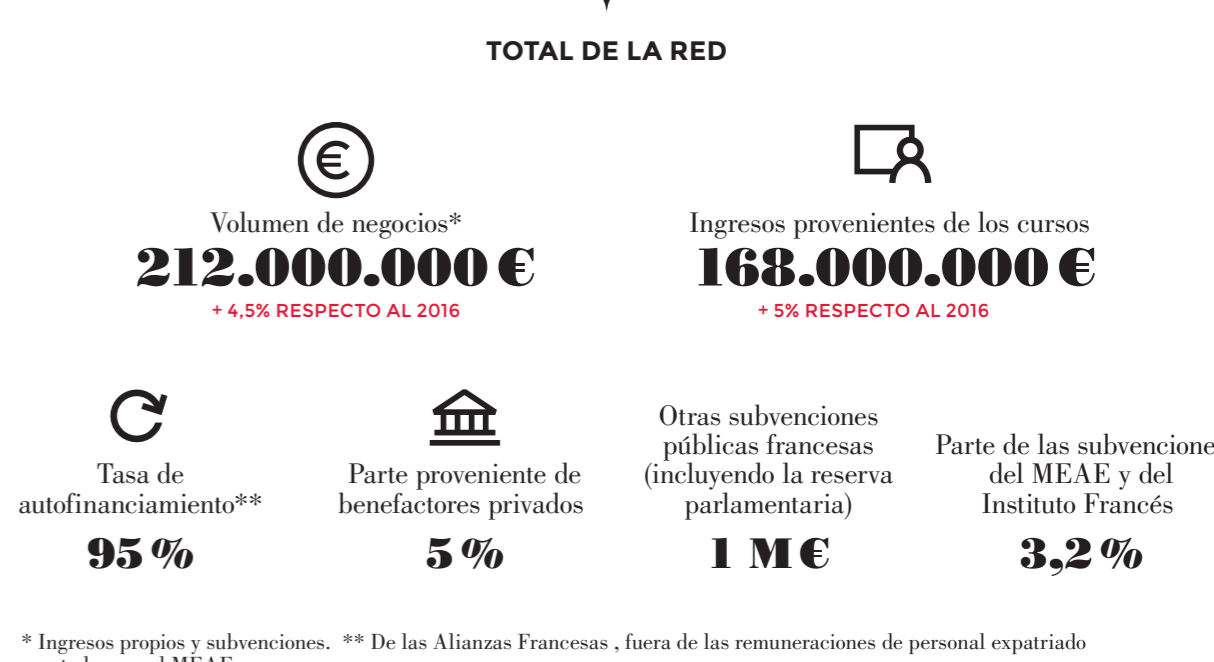 TOTAL DE LA RED
Volumen de negocios*
212.000.000 €
+ 4,5% RESPECTO AL 2016
Ingresos provenientes de los cursos
168.000.000 €
+ 5% RESPECTO AL 2016
Tasa de
autofinanciamiento**
95 %
Parte proveniente de
benefactores privados
5 %
Otras subvenciones
públicas francesas
(incluyendo la reserva
parlamentaria)
1 M €
Parte de las subvencione
del MEAE y del
Instituto Francés
3,2 %
* Ingresos propios y subvenciones. ** De las Alianzas Francesas , fuera de las remuneraciones de personal expatriado
el MEAE